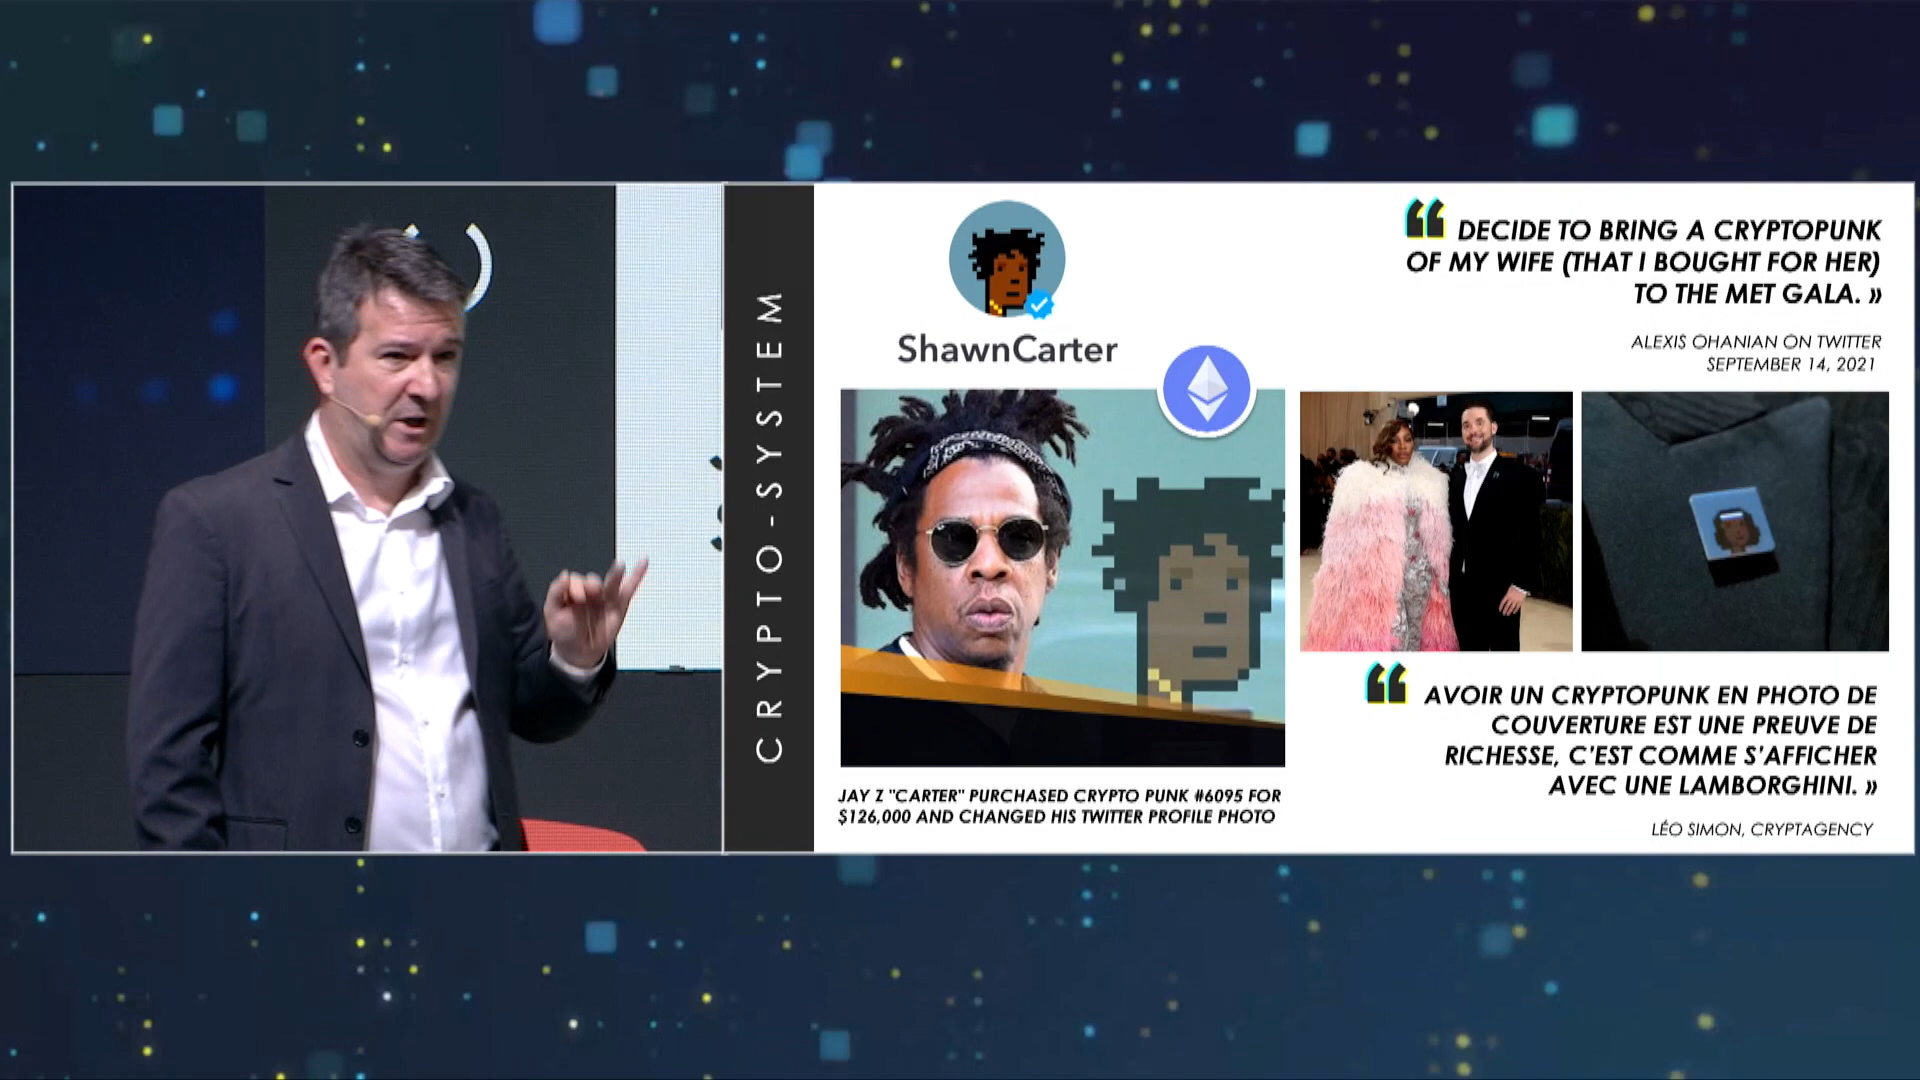 CRYPTO-SYSTEM
ShawnCarter
JAY Z "CARTER" PURCHASED CRYPTO PUNK #6095 FOR
$126,000 AND CHANGED HIS TWITTER PROFILE PHOTO
❝ DECIDE TO BRING A CRYPTOPUNK
OF MY WIFE (THAT I BOUGHT FOR HER)
TO THE MET GALA. »
ALEXIS OHANIAN ON TWITTER
SEPTEMBER 14, 2021
❝ AVOIR UN CRYPTOPUNK EN PHOTO DE
COUVERTURE EST UNE PREUVE DE
RICHESSE, C'EST COMME S'AFFICHER
AVEC UNE LAMBORGHINI. »
LÉO SIMON, CRYPTAGENCY